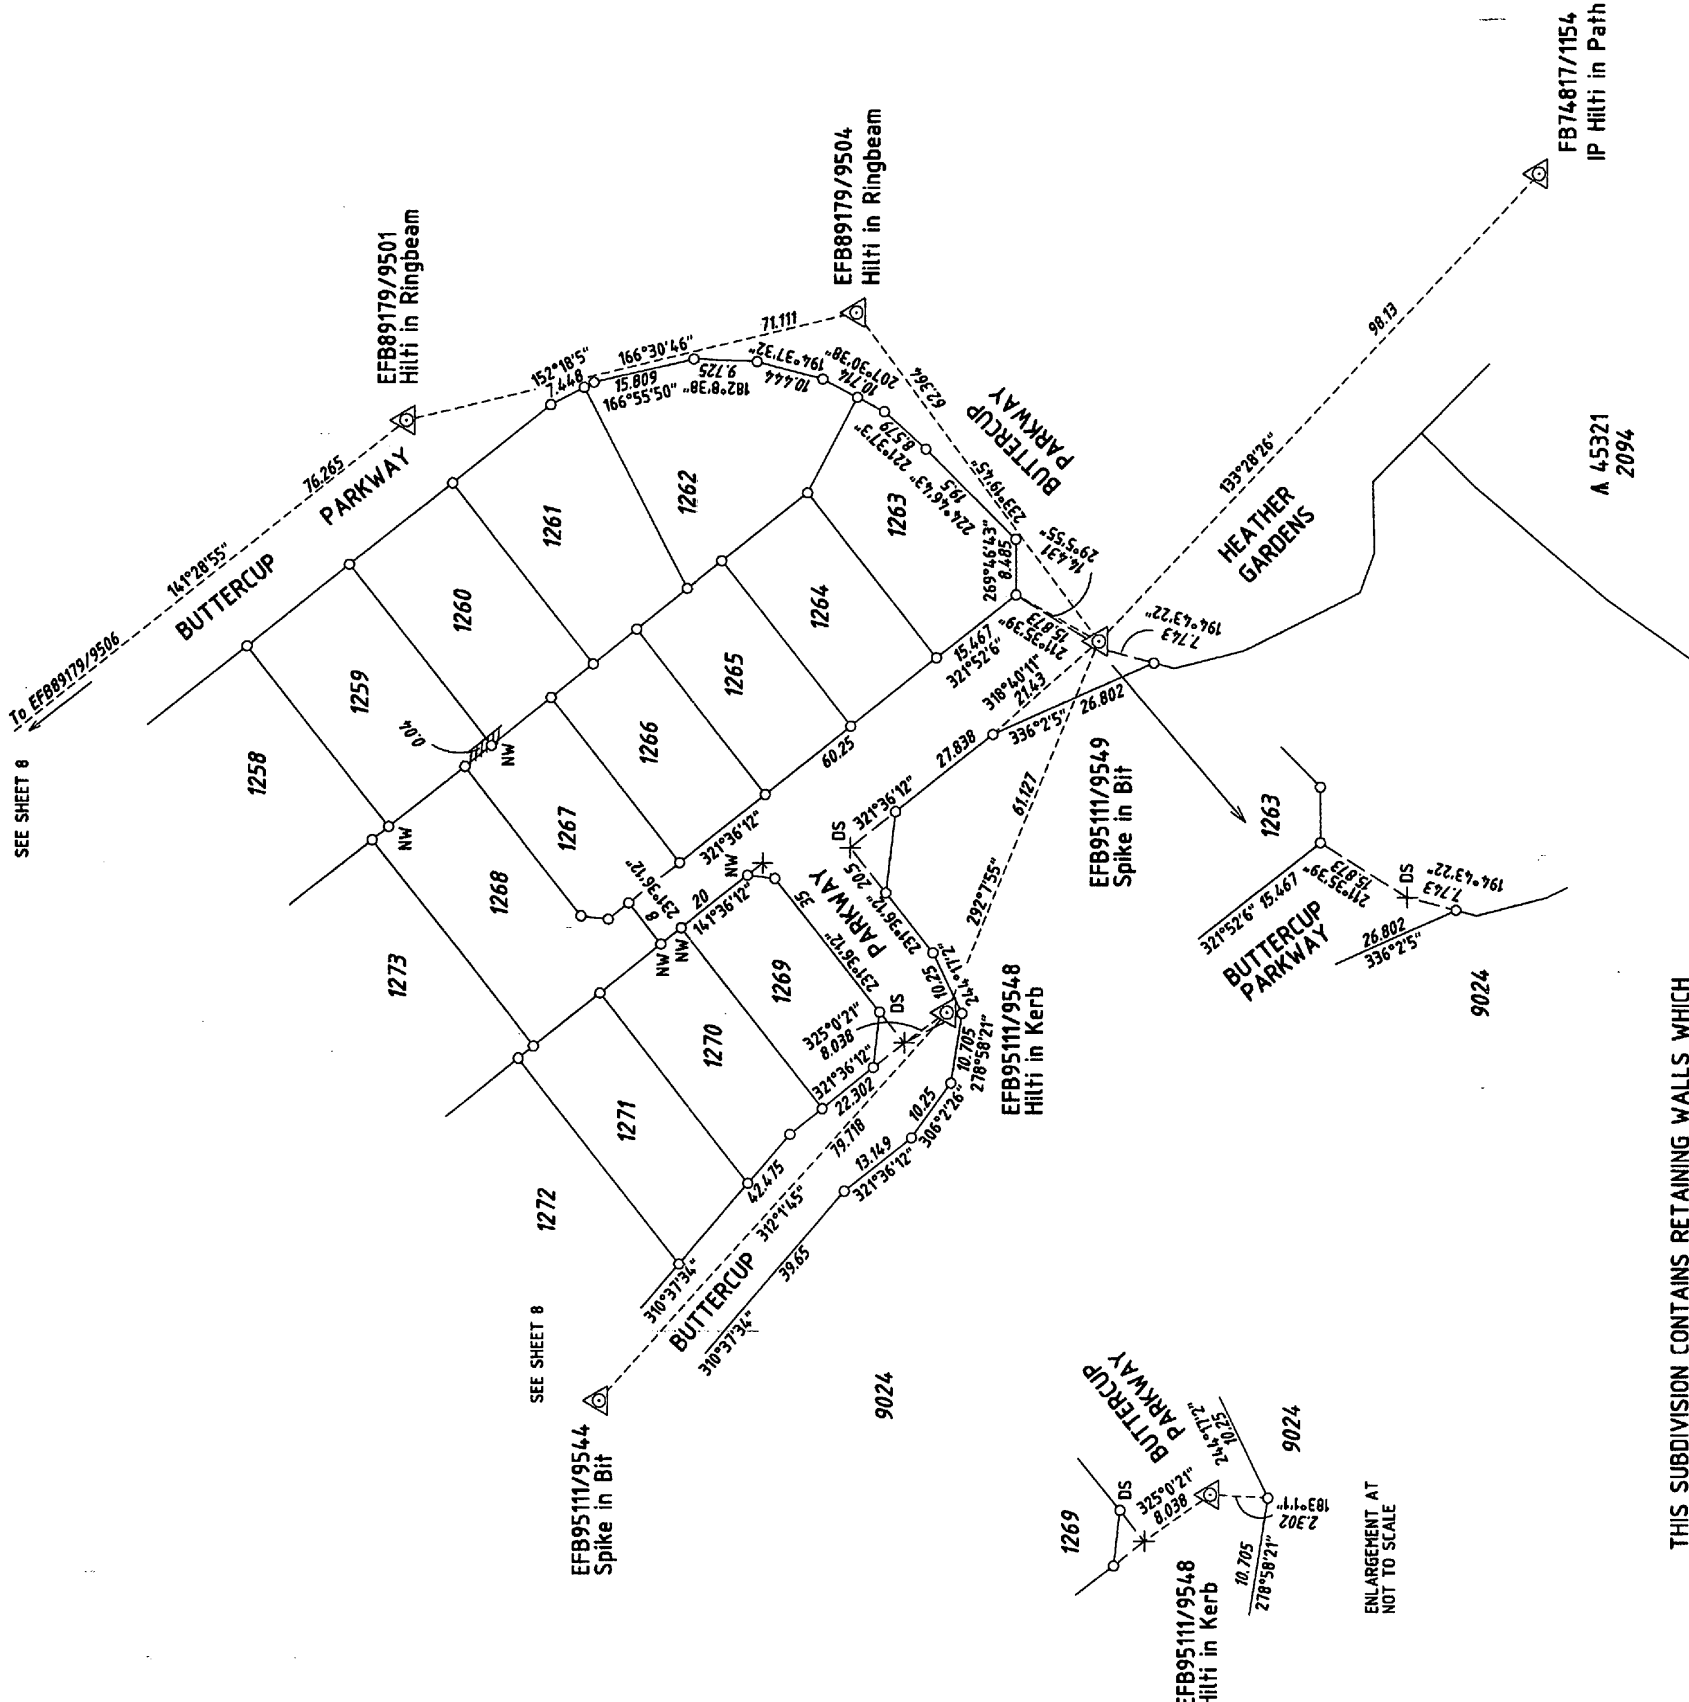 SEE SHEET 8
To EFB89179/9506
141°28'55"
76.265
BUTTERCUP
PARKWAY
EFB89179/9501
Hilti in Ringbeam
EFB89179/9504
Hilti in Ringbeam
FB74817/1154
IP Hilti in Path
1258
1259
1260
1261
1262
1263
1264
1265
1266
1267
1268
1269
1270
1271
1272
1273
0.04
NW
NW
NW
NW
NW
152°18'5"
7.448
166°30'46"
71.111
15.809
166°55'50"
9.725
182°8'38"
10.444
194°37'32"
10.714
207°30'38"
8.579
221°37'3"
19.5
224°46'43"
62.364
233°19'45"
BUTTERCUP
PARKWAY
269°46'43"
8.485
14.431
29°5'55"
15.467
321°52'6"
15.873
211°35'39"
318°40'11"
21.43
7.743
194°43'22"
26.802
336°2'5"
27.838
321°36'12"
60.25
321°36'12"
133°28'26"
98.13
HEATHER
GARDENS
A 45321
2094
EFB95111/9549
Spike in Bit
61.127
292°7'55"
DS
20.5
231°36'12"
10.25
244°17'2"
PARKWAY
35
231°36'12"
20
141°36'12"
8
231°36'12"
DS
325°0'21"
8.038
321°36'12"
22.302
EFB95111/9548
Hilti in Kerb
10.705
278°58'21"
10.25
306°2'26"
13.149
321°36'12"
79.718
312°1'45"
42.475
310°37'34"
39.65
310°37'34"
BUTTERCUP
SEE SHEET 8
EFB95111/9544
Spike in Bit
9024
1263
321°52'6" 15.467
15.873
211°35'39"
DS
7.743
194°43'22"
26.802
336°2'5"
BUTTERCUP
PARKWAY
9024
1269
DS
325°0'21"
8.038
BUTTERCUP
PARKWAY
244°17'2"
10.25
9024
2.302
183°1'1"
10.705
278°58'21"
EFB95111/9548
Hilti in Kerb
ENLARGEMENT AT
NOT TO SCALE
THIS SUBDIVISION CONTAINS RETAINING WALLS WHICH